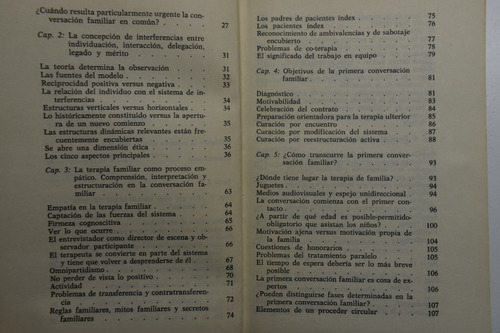 ¿Cuándo resulta particularmente urgente la con-
versación familiar en común? . . . . . 27
Cap. 2: La concepción de interferencias entre
individuación, interacción, delegación,
legado y mérito . . . . . 31
La teoría determina la observación . . . . 31
Las fuentes del modelo . . . . . 32
Reciprocidad positiva versus negativa . . . . 33
La relación del individuo con el sistema de in-
terferencias . . . . . 34
Estructuras verticales versus horizontales . . . 34
Lo históricamente constituido versus la apertu-
ra de un nuevo comienzo . . . . . 35
Las estructuras dinámicas relevantes están fre-
cuentemente encubiertas . . . . . 35
Se abre una dimensión ética . . . . . 36
Los cinco aspectos principales . . . . . 36
Cap. 3: La terapia familiar como proceso em-
pático. Comprensión, interpretación y
estructuración en la conversación fa-
miliar . . . . . 63
Empatía en la terapia familiar . . . . . 64
Captación de las fuerzas del sistema . . . . 64
Firmeza cognoscitiva . . . . . 65
Ver lo que ocurre . . . . . 66
El entrevistador como director de escena y ob-
servador participante . . . . . 66
El terapeuta se convierte en parte del sistema
y tiene que volver a desprenderse de él . . . 67
Omnipartidismo . . . . . 68
No perder de vista lo positivo . . . . . 70
Actividad . . . . . 71
Problemas de transferencia y contratransferen-
cia . . . . . 72
Reglas familiares, mitos familiares y secretos
familiares . . . . . 74
Los padres de pacientes índex . . . . . 75
Los pacientes índex . . . . . 76
Reconocimiento de ambivalencias y de sabotaje
encubierto . . . . . 77
Problemas de co-terapia . . . . . 78
El significado del trabajo en equipo . . . . 79
Cap. 4: Objetivos de la primera conversación
familiar . . . . . 81
Diagnóstico . . . . . 81
Motivabilidad . . . . . 83
Celebración del contrato . . . . . 84
Preparación orientadora para la terapia ulterior . 85
Curación por encuentro . . . . . 86
Curación por modificación del sistema . . . 87
Curación por reestructuración activa . . . . 88
Cap. 5: ¿Cómo transcurre la primera conver-
sación familiar? . . . . . 93
¿Dónde tiene lugar la terapia de familia? . . . 93
Juguetes . . . . . 94
Medios audiovisuales y espejo unidireccional . . 94
La conversación comienza con el primer con-
tacto . . . . . 96
¿A partir de qué edad es posible-permitido-
obligatorio que asistan los niños? . . . . 100
Motivación ajena versus motivación propia de
la familia . . . . . 104
Cuestiones de honorarios . . . . . 105
Problemas del tratamiento paralelo . . . . 105
El tiempo de espera debería ser lo más breve
posible . . . . . 106
La primera conversación familiar es cosa de ex-
pertos . . . . . 106
¿Pueden distinguirse fases determinadas en la
primera conversación familiar? . . . . . 107
Elementos de un proceder circular . . . . 107